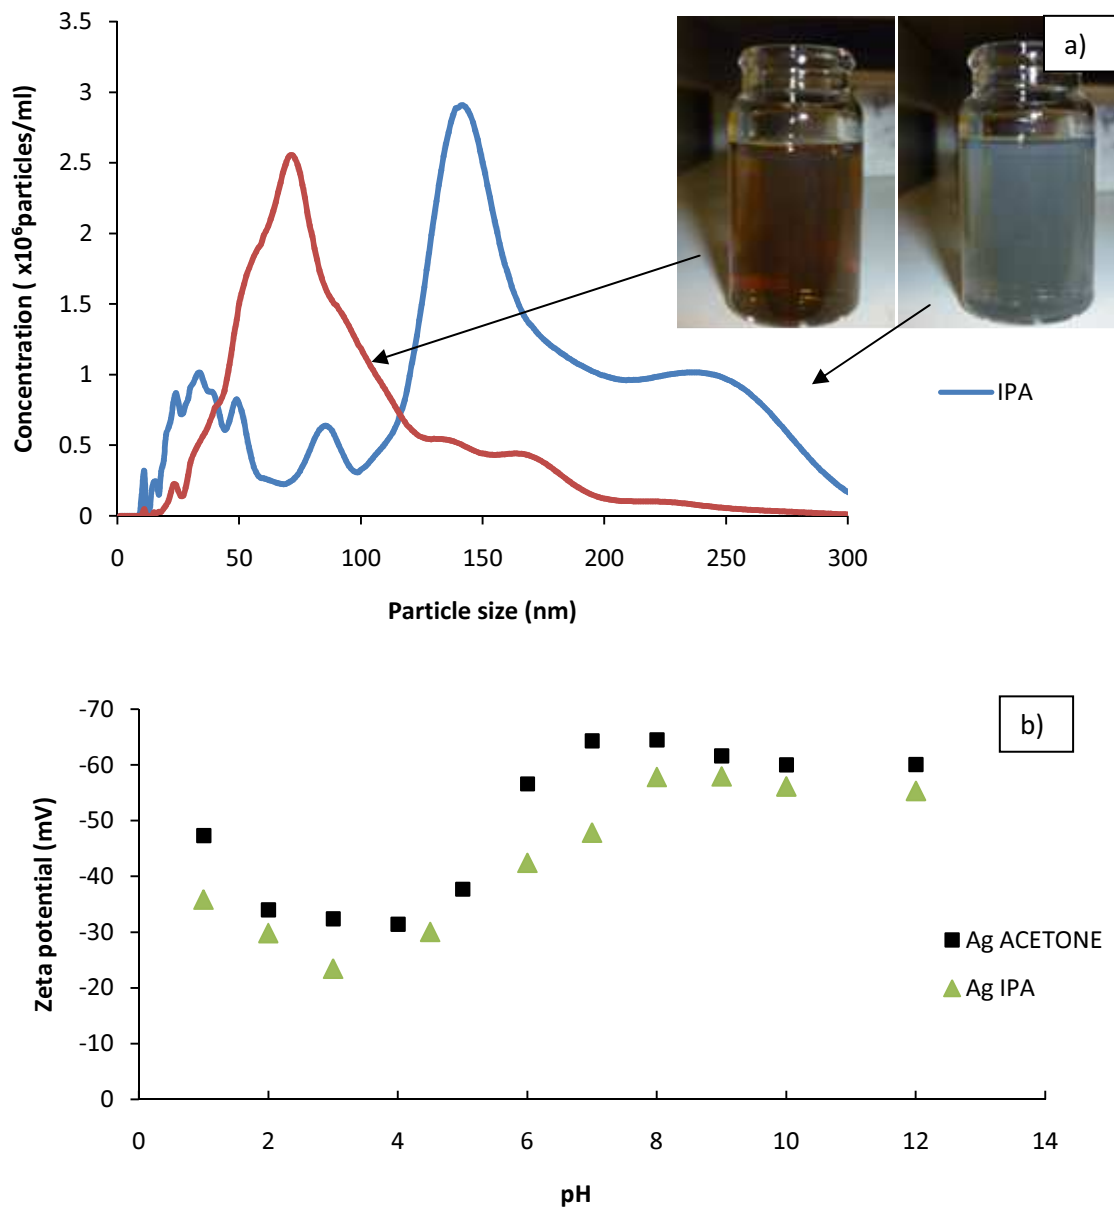 a)
3.5
3
2.5
2
1.5
1
0.5
0
Concentration ( x10⁶particles/ml)
0 50 100 150 200 250 300
Particle size (nm)
IPA
b)
-70
-60
-50
-40
-30
-20
-10
0
Zeta potential (mV)
Ag ACETONE
Ag IPA
0 2 4 6 8 10 12 14
pH